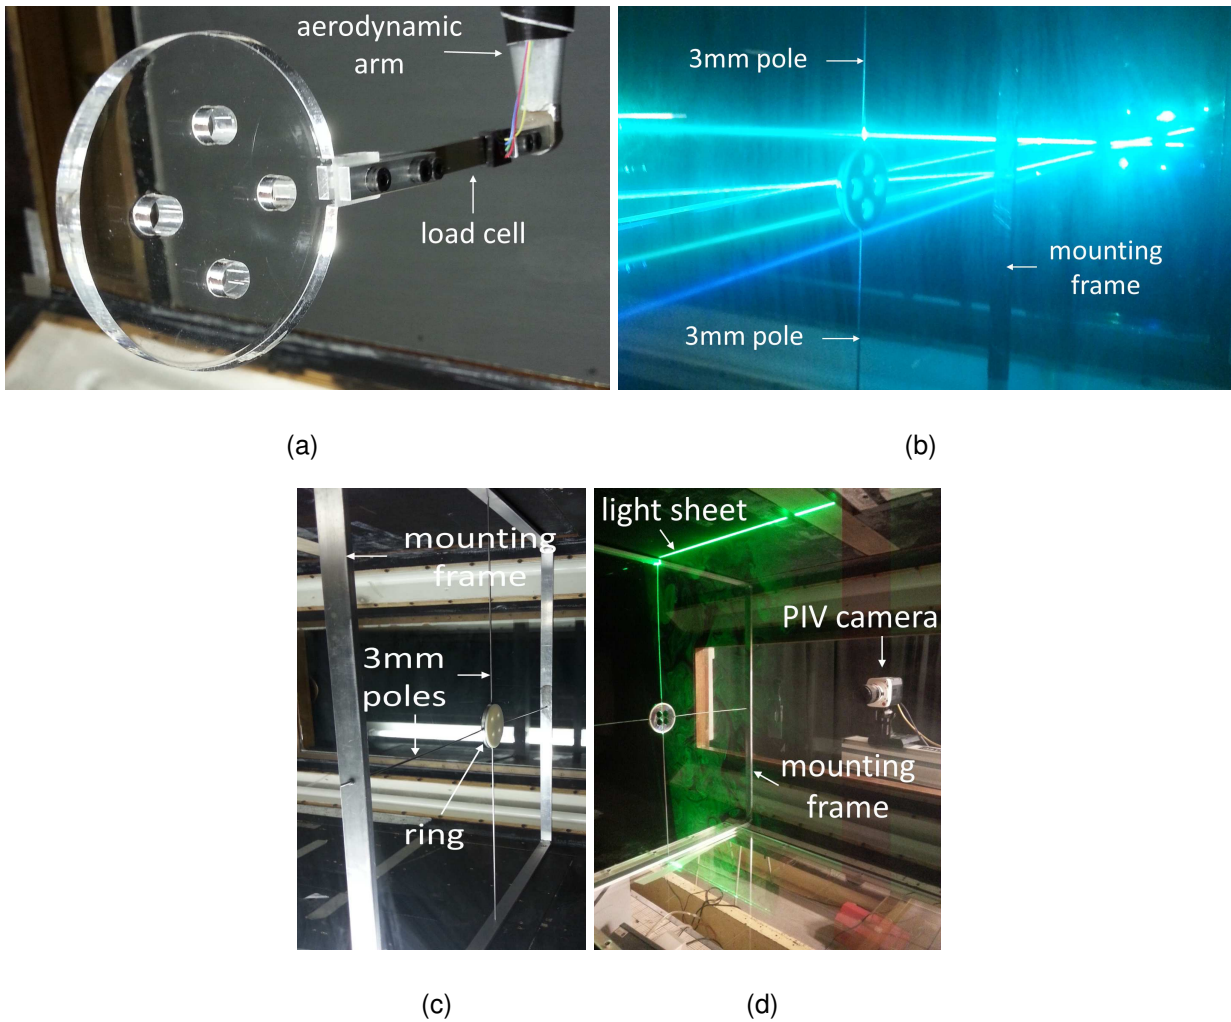 aerodynamic
arm
load cell
3mm pole
mounting
frame
3mm pole
(a)
(b)
mounting
frame
3mm
poles
ring
light sheet
PIV camera
mounting
frame
(c)
(d)